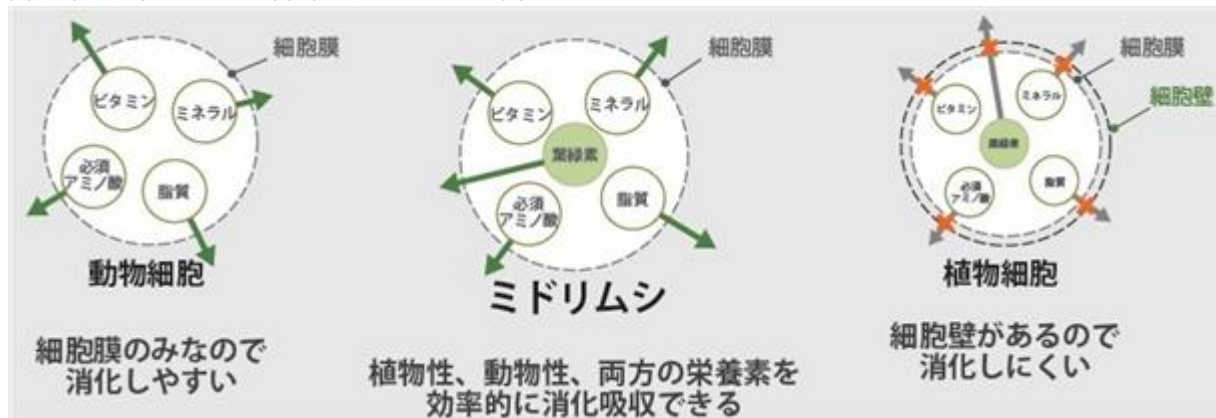 細胞膜
ビタミン
ミネラル
必須
アミノ酸
脂質
動物細胞
細胞膜のみなので
消化しやすい
細胞膜
ビタミン
ミネラル
葉緑素
必須
アミノ酸
脂質
ミドリムシ
植物性、動物性、両方の栄養素を
効率的に消化吸収できる
細胞膜
細胞壁
ビタミン
ミネラル
葉緑素
必須
アミノ酸
脂質
植物細胞
細胞壁があるので
消化しにくい